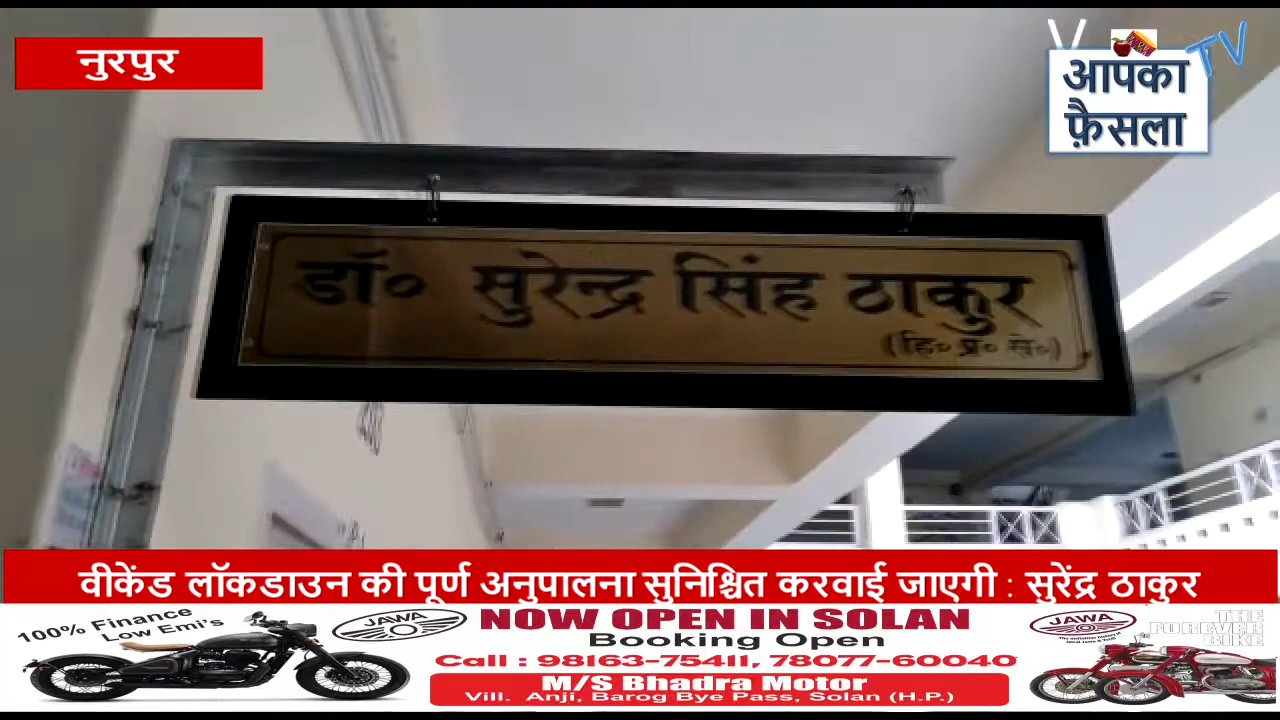 नुरपुर
V TV
आपका
फ़ैसला
डॉ० सुरेन्द्र सिंह ठाकुर
(हि० प्र० से०)
वीकेंड लॉकडाउन की पूर्ण अनुपालना सुनिश्चित करवाई जाएगी : सुरेंद्र ठाकुर
100% Finance
Low Emi's
JAWA
NOW OPEN IN SOLAN
Booking Open
Call : 98163-75411, 78077-60040
M/S Bhadra Motor
Vill. Anji, Barog Bye Pass, Solan (H.P.)
JAWA
THE
FOREVER
BIKE